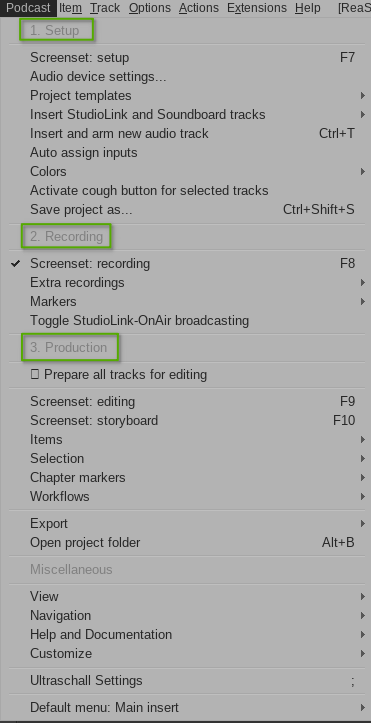 Podcast Item Track Options Actions Extensions Help [ReaS
1. Setup
Screenset: setup F7
Audio device settings...
Project templates
Insert StudioLink and Soundboard tracks
Insert and arm new audio track Ctrl+T
Auto assign inputs
Colors
Activate cough button for selected tracks
Save project as... Ctrl+Shift+S
2. Recording
Screenset: recording F8
Extra recordings
Markers
Toggle StudioLink-OnAir broadcasting
3. Production
Prepare all tracks for editing
Screenset: editing F9
Screenset: storyboard F10
Items
Selection
Chapter markers
Workflows
Export
Open project folder Alt+B
Miscellaneous
View
Navigation
Help and Documentation
Customize
Ultraschall Settings ;
Default menu: Main insert